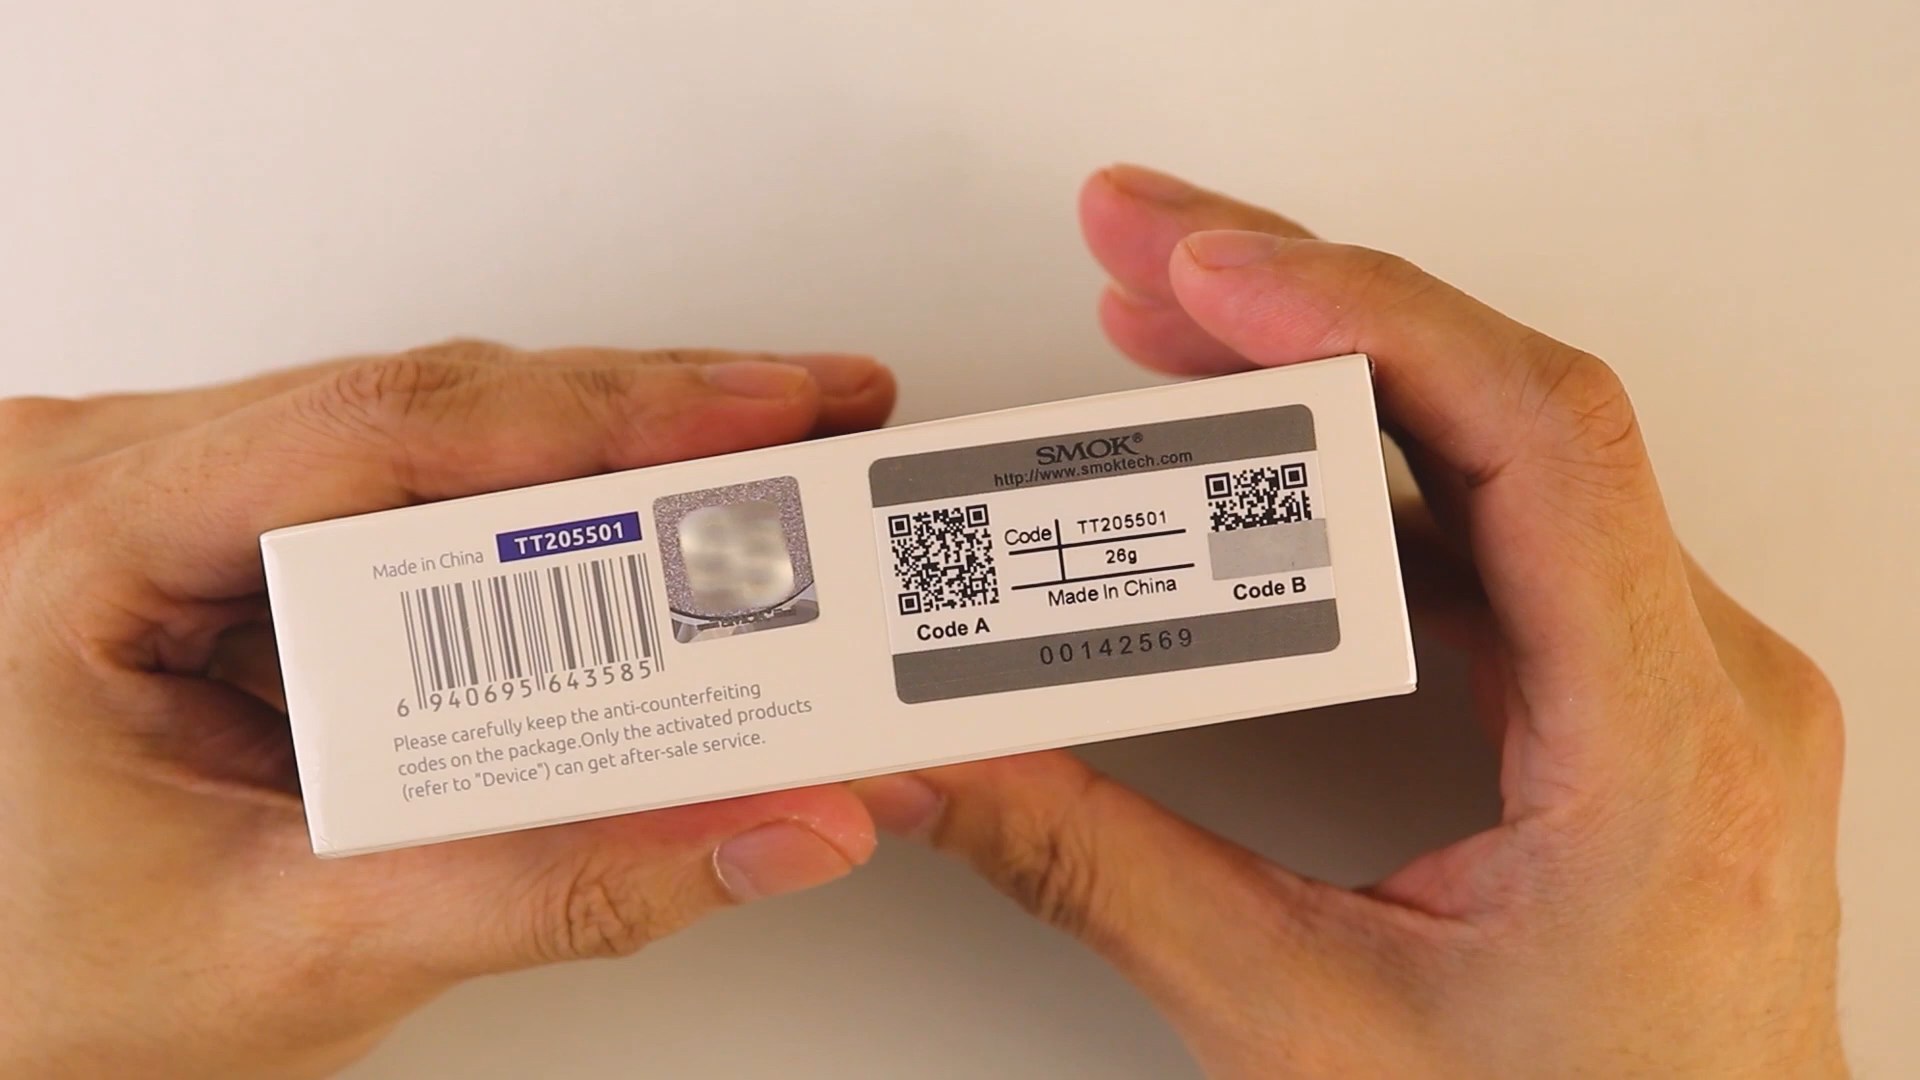 Made in China TT205501
6 940695 643585
Please carefully keep the anti-counterfeiting
codes on the package.Only the activated products
(refer to "Device") can get after-sale service.
SMOK®
http://www.smoktech.com
Code TT205501
26g
Made In China
Code A
Code B
00142569